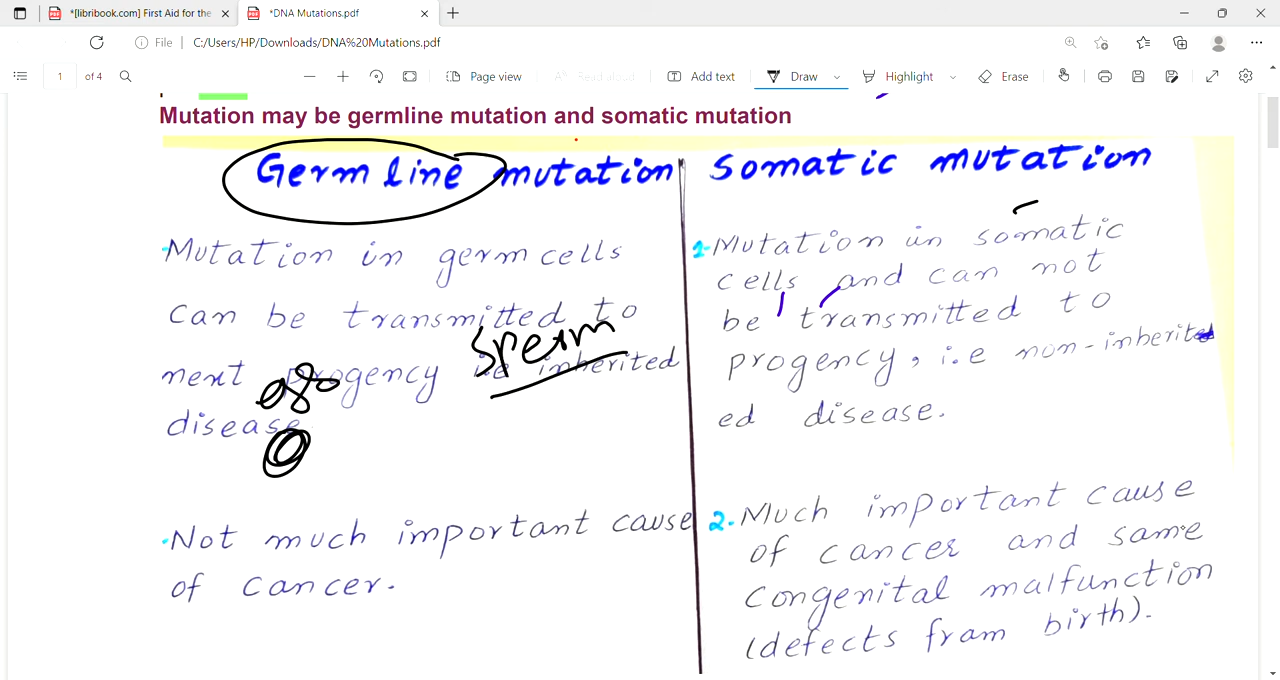 *[libribook.com] First Aid for the
*DNA Mutations.pdf
File C:/Users/HP/Downloads/DNA%20Mutations.pdf
1 of 4 Page view Read aloud Add text Draw Highlight Erase
Mutation may be germline mutation and somatic mutation
Germ line mutation
Mutation in germ cells
can be transmitted to
sperm
next progency i.e inherited
disease.
Not much important cause
of cancer.
Somatic mutation
1- Mutation in somatic
cells and can not
be transmitted to
progency, i.e non-inherit
ed disease.
2. Much important cause
of cancer and same
congenital malfunction
(defects fram birth).